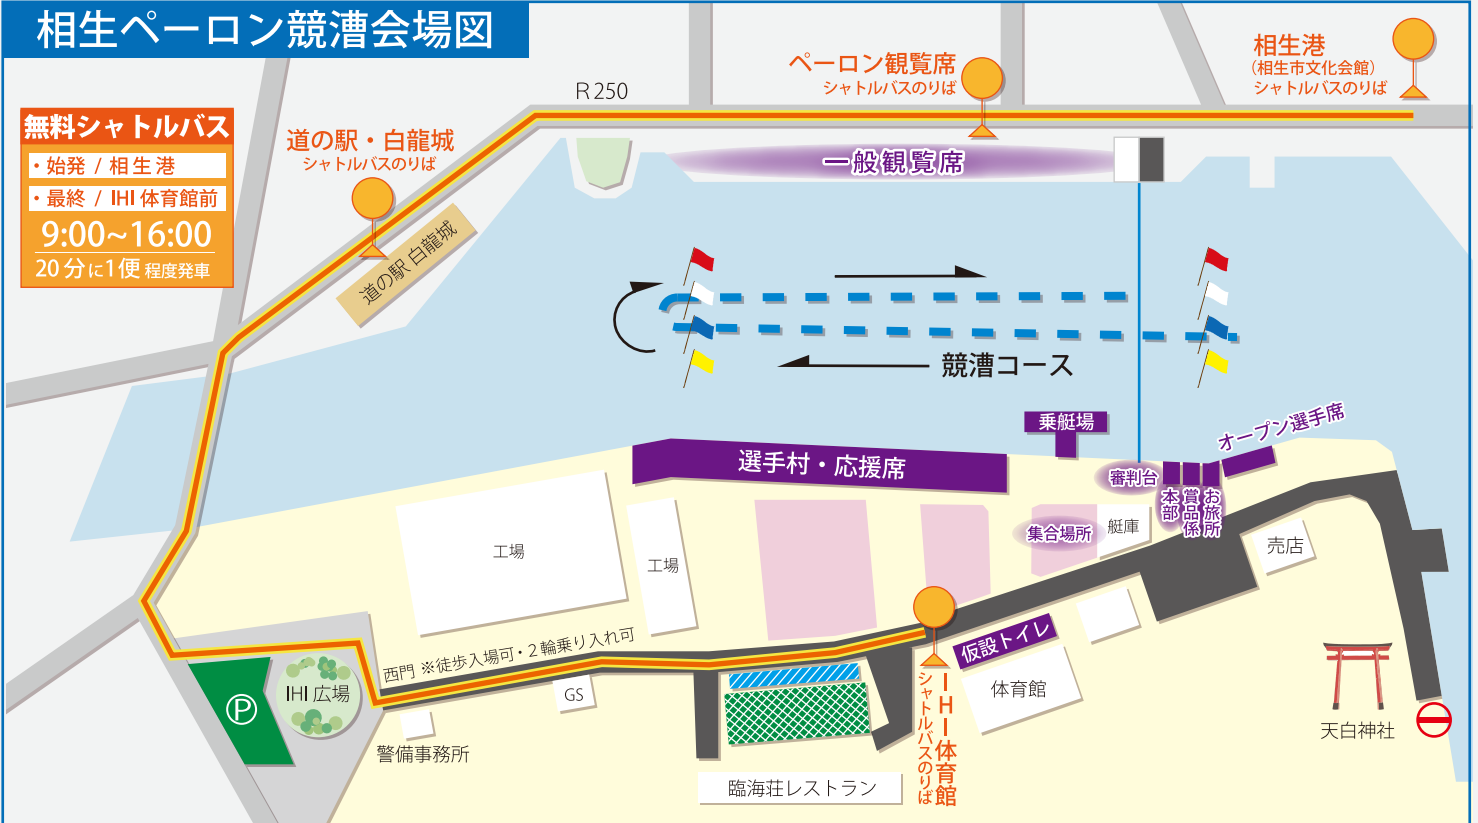 相生ペーロン競漕会場図
無料シャトルバス
・始発 / 相生港
・最終 / IHI 体育館前
9:00~16:00
20分に1便 程度発車
道の駅・白龍城
シャトルバスのりば
道の駅 白龍城
R250
ペーロン観覧席
シャトルバスのりば
相生港
(相生市文化会館)
シャトルバスのりば
一般観覧席
競漕コース
乗艇場
オープン選手席
選手村・応援席
審判台
本部
賞品係
お旅所
集合場所
艇庫
工場
工場
売店
西門 ※徒歩入場可・2輪乗り入れ可
仮設トイレ
体育館
IHI体育館
シャトルバスのりば
P
IHI 広場
GS
警備事務所
臨海荘レストラン
天白神社